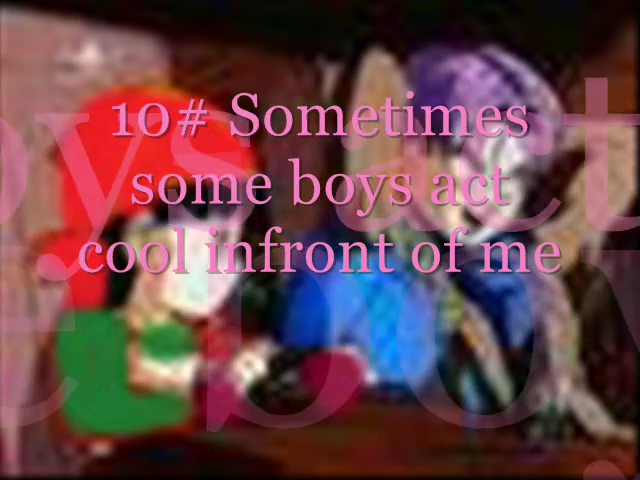 10# Sometimes
some boys act
cool infront of me